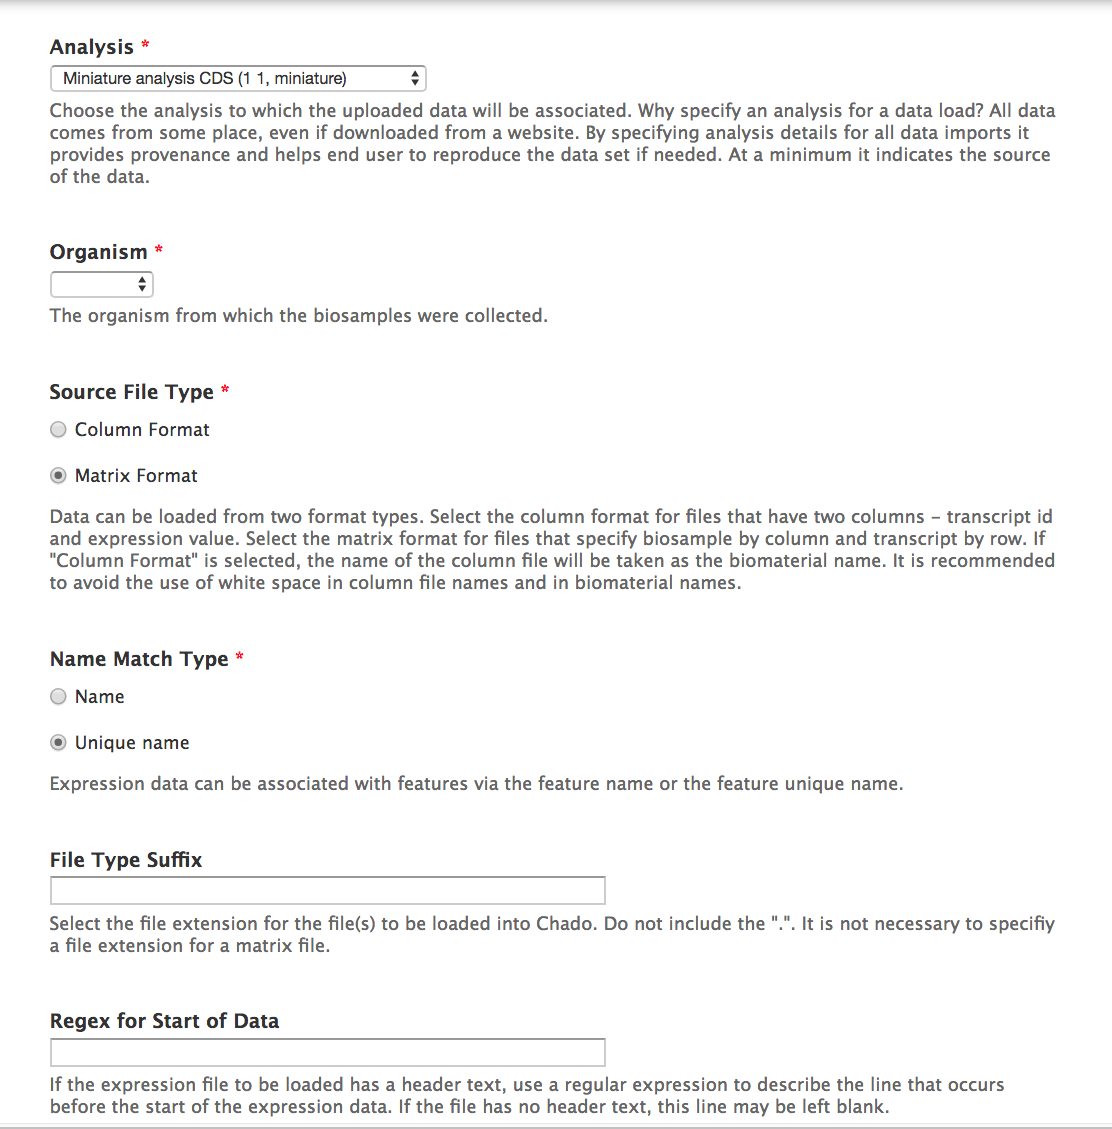 Analysis *
Miniature analysis CDS (1 1, miniature)
Choose the analysis to which the uploaded data will be associated. Why specify an analysis for a data load? All data
comes from some place, even if downloaded from a website. By specifying analysis details for all data imports it
provides provenance and helps end user to reproduce the data set if needed. At a minimum it indicates the source
of the data.
Organism *
The organism from which the biosamples were collected.
Source File Type *
Column Format
Matrix Format
Data can be loaded from two format types. Select the column format for files that have two columns – transcript id
and expression value. Select the matrix format for files that specify biosample by column and transcript by row. If
"Column Format" is selected, the name of the column file will be taken as the biomaterial name. It is recommended
to avoid the use of white space in column file names and in biomaterial names.
Name Match Type *
Name
Unique name
Expression data can be associated with features via the feature name or the feature unique name.
File Type Suffix
Select the file extension for the file(s) to be loaded into Chado. Do not include the ".". It is not necessary to specifiy
a file extension for a matrix file.
Regex for Start of Data
If the expression file to be loaded has a header text, use a regular expression to describe the line that occurs
before the start of the expression data. If the file has no header text, this line may be left blank.